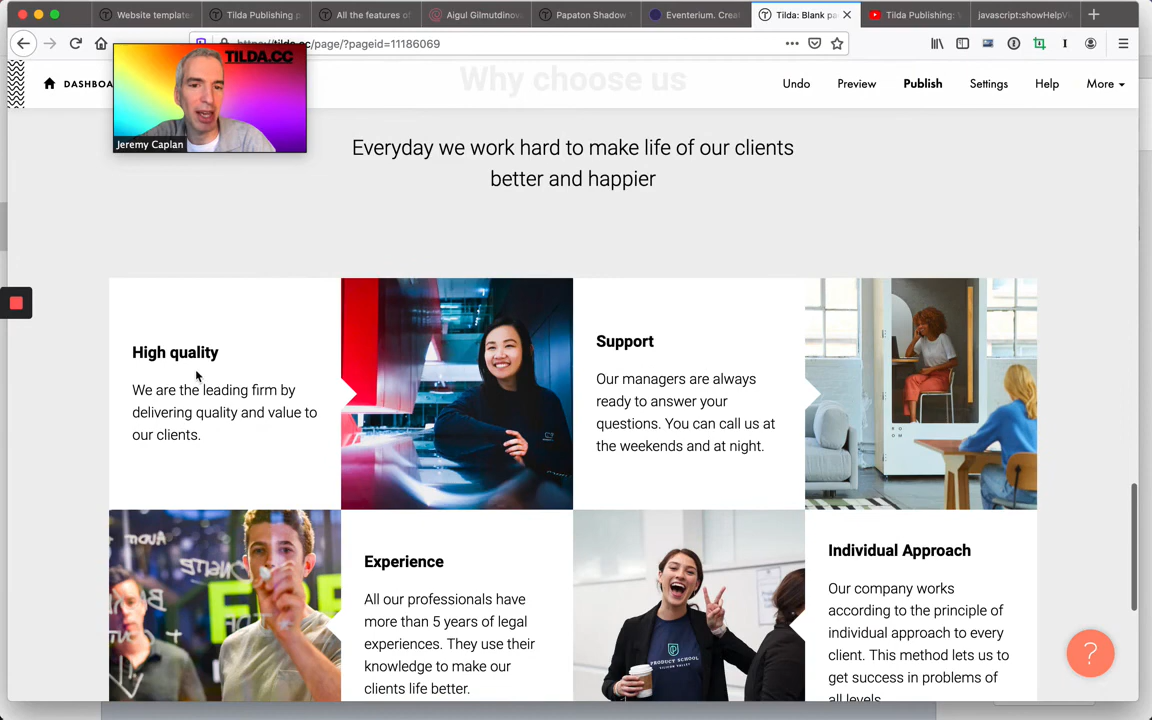 Website template
Tilda Publishing p
All the features of
Aigul Gilmutdinov
Papaton Shadow
Eventerium. Creat
Tilda: Blank pa
Tilda Publishing:
javascript:showHelpVi
https://tilda.cc/page/?pageid=11186069
DASHBOA
TILDA.CC
Jeremy Caplan
Why choose us
Undo
Preview
Publish
Settings
Help
More
Everyday we work hard to make life of our clients
better and happier
High quality
We are the leading firm by
delivering quality and value to
our clients.
Support
Our managers are always
ready to answer your
questions. You can call us at
the weekends and at night.
Experience
All our professionals have
more than 5 years of legal
experiences. They use their
knowledge to make our
clients life better.
PRODUCT SCHOOL
Individual Approach
Our company works
according to the principle of
individual approach to every
client. This method lets us to
get success in problems of
all levels.
?